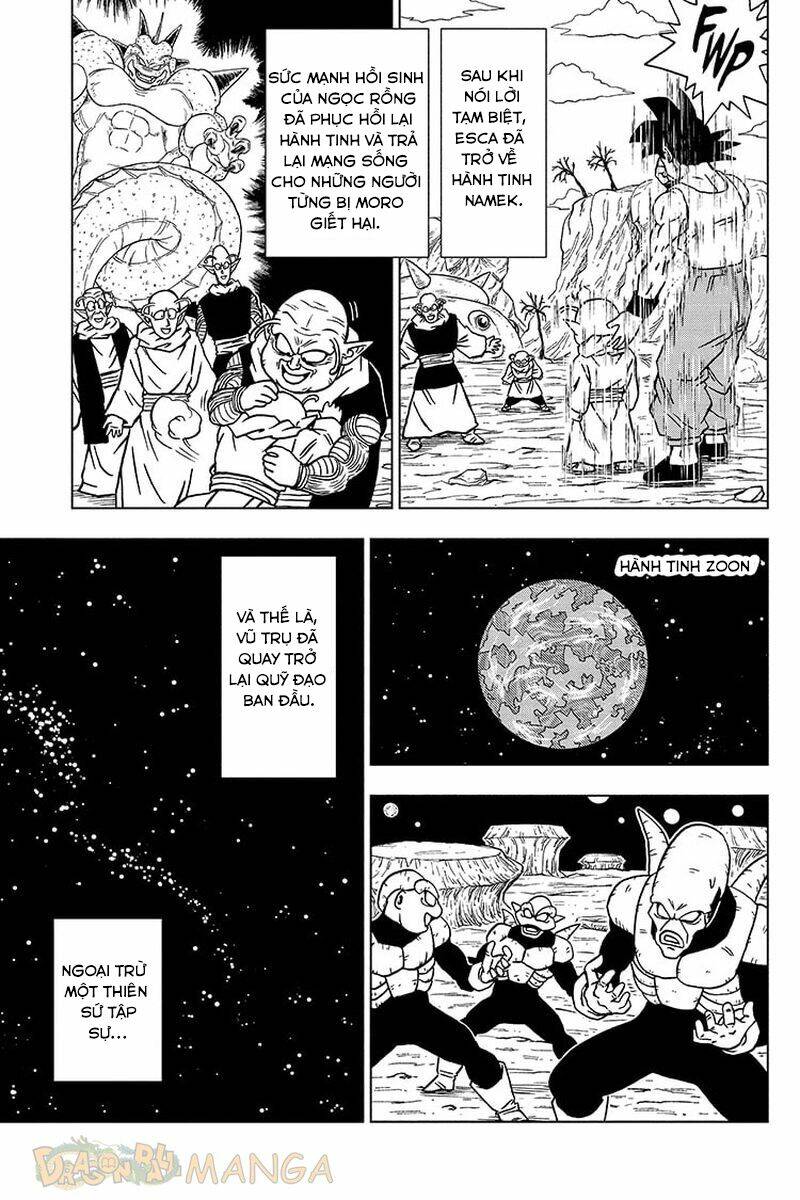 FWP
SAU KHI
NÓI LỜI
TẠM BIỆT,
ESCA ĐÃ
TRỞ VỀ
HÀNH TINH
NAMEK.
SỨC MẠNH HỒI SINH
CỦA NGỌC RỒNG
ĐÃ PHỤC HỒI LẠI
HÀNH TINH VÀ TRẢ
LẠI MẠNG SỐNG
CHO NHỮNG NGƯỜI
TỪNG BỊ MORO
GIẾT HẠI.
HÀNH TINH ZOON
VÀ THẾ LÀ,
VŨ TRỤ ĐÃ
QUAY TRỞ
LẠI QUỸ ĐẠO
BAN ĐẦU.
NGOẠI TRỪ
MỘT THIÊN
SỨ TẬP
SỰ...
DRAGON BALL MANGA